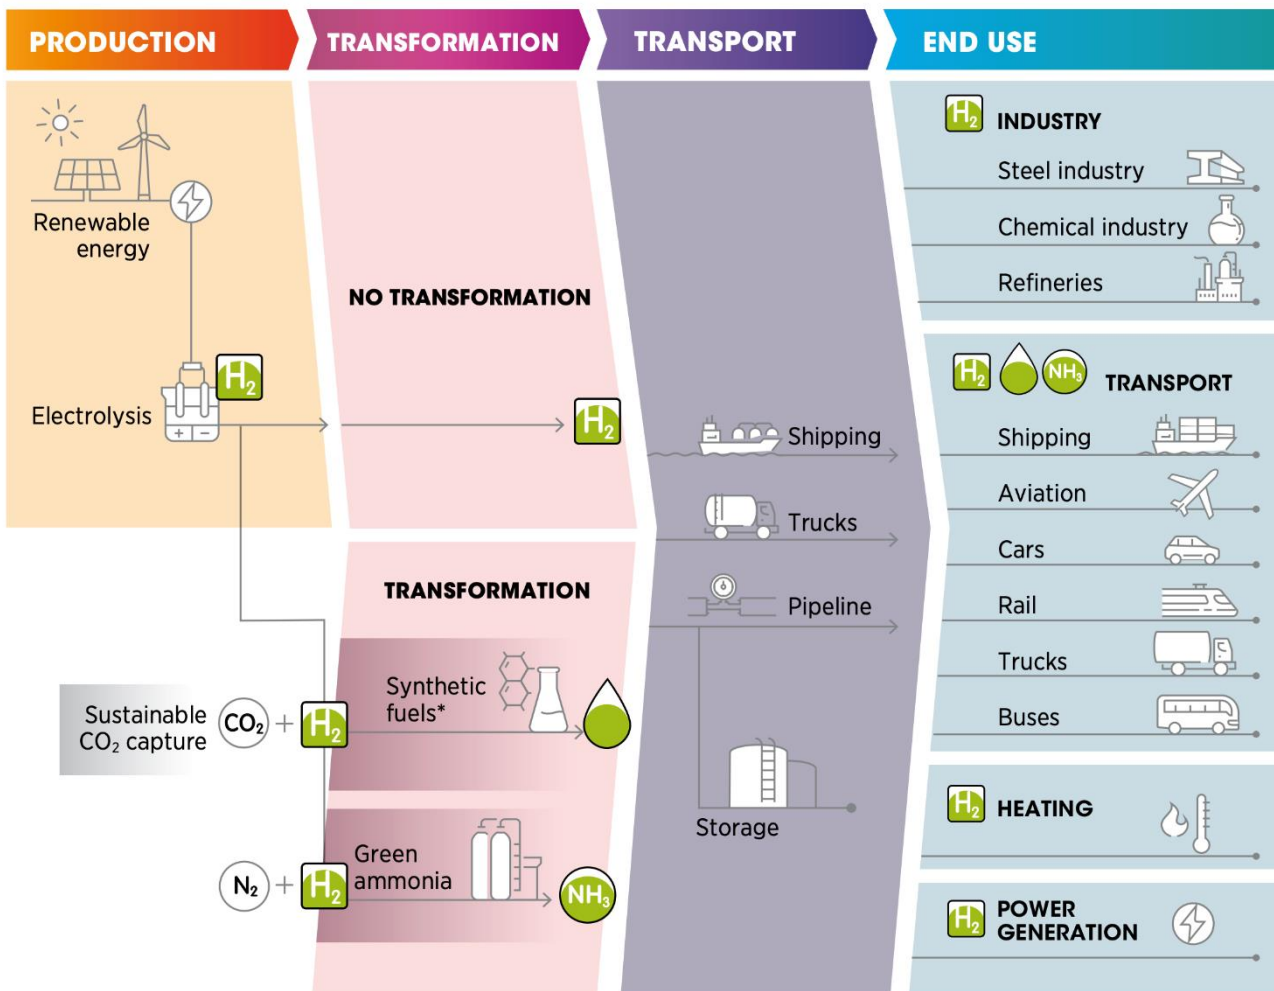 PRODUCTION
TRANSFORMATION
TRANSPORT
END USE
Renewable
energy
Electrolysis
H₂
NO TRANSFORMATION
H₂
TRANSFORMATION
Sustainable
CO₂ capture
CO₂ + H₂
Synthetic
fuels*
N₂ + H₂
Green
ammonia
NH₃
Shipping
Trucks
Pipeline
Storage
H₂ INDUSTRY
Steel industry
Chemical industry
Refineries
H₂ NH₃ TRANSPORT
Shipping
Aviation
Cars
Rail
Trucks
Buses
H₂ HEATING
H₂ POWER
GENERATION